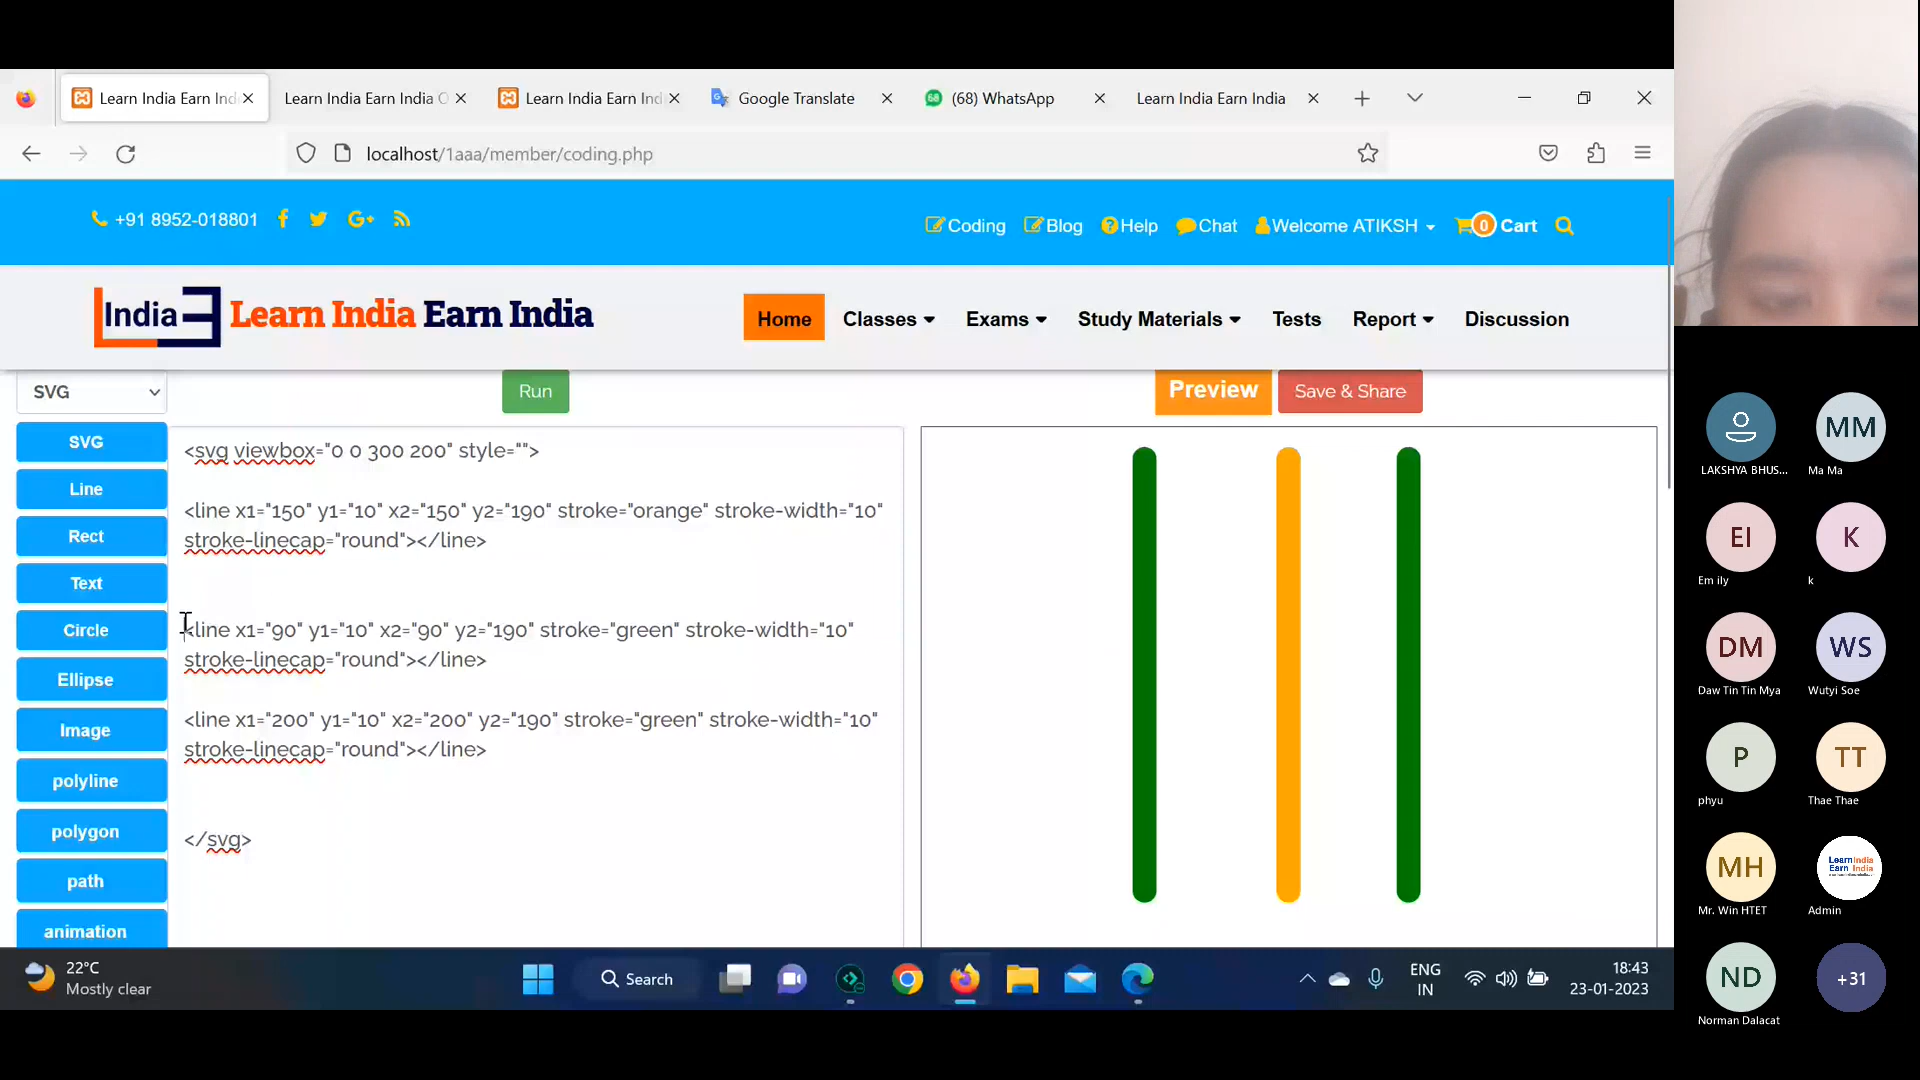 Learn India Earn Ind
Learn India Earn India O
Learn India Earn Ind
Google Translate
(68) WhatsApp
Learn India Earn India
localhost/1aaa/member/coding.php
+91 8952-018801
Coding
Blog
Help
Chat
Welcome ATIKSH
0
Cart
India
Learn India Earn India
Home
Classes
Exams
Study Materials
Tests
Report
Discussion
SVG
Run
Preview
Save & Share
SVG
Line
Rect
Text
Circle
Ellipse
Image
polyline
polygon
path
animation
<svg viewbox="0 0 300 200" style="">
<line x1="150" y1="10" x2="150" y2="190" stroke="orange" stroke-width="10"
stroke-linecap="round"></line>
<line x1="90" y1="10" x2="90" y2="190" stroke="green" stroke-width="10"
stroke-linecap="round"></line>
<line x1="200" y1="10" x2="200" y2="190" stroke="green" stroke-width="10"
stroke-linecap="round"></line>
</svg>
22°C
Mostly clear
Search
ENG
IN
18:43
23-01-2023
LAKSHYA BHUS...
MM
Ma Ma
EI
Em ily
K
k
DM
Daw Tin Tin Mya
WS
Wutyi Soe
P
phyu
TT
Thae Thae
MH
Mr. Win HTET
Learn India
Earn India
Admin
ND
Norman Dalacat
+31